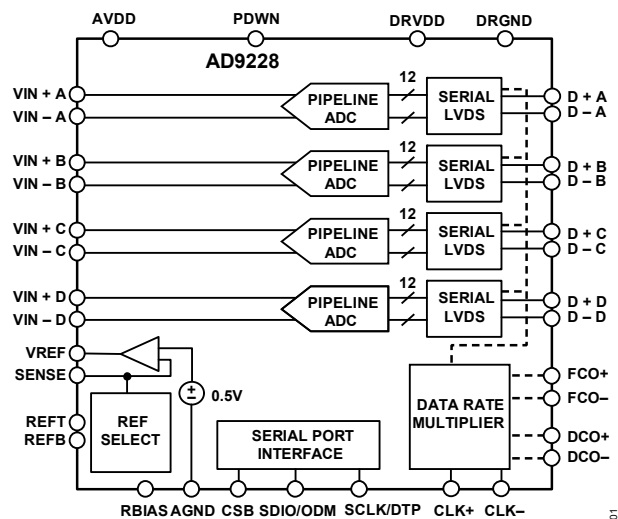 AVDD PDWN DRVDD DRGND
AD9228
VIN + A PIPELINE ADC 12 SERIAL LVDS D + A
VIN – A D – A
VIN + B PIPELINE ADC 12 SERIAL LVDS D + B
VIN – B D – B
VIN + C PIPELINE ADC 12 SERIAL LVDS D + C
VIN – C D – C
VIN + D PIPELINE ADC 12 SERIAL LVDS D + D
VIN – D D – D
VREF
SENSE
0.5V
REFT
REFB
REF
SELECT
SERIAL PORT
INTERFACE
DATA RATE
MULTIPLIER
FCO+
FCO–
DCO+
DCO–
RBIAS AGND CSB SDIO/ODM SCLK/DTP CLK+ CLK–
01